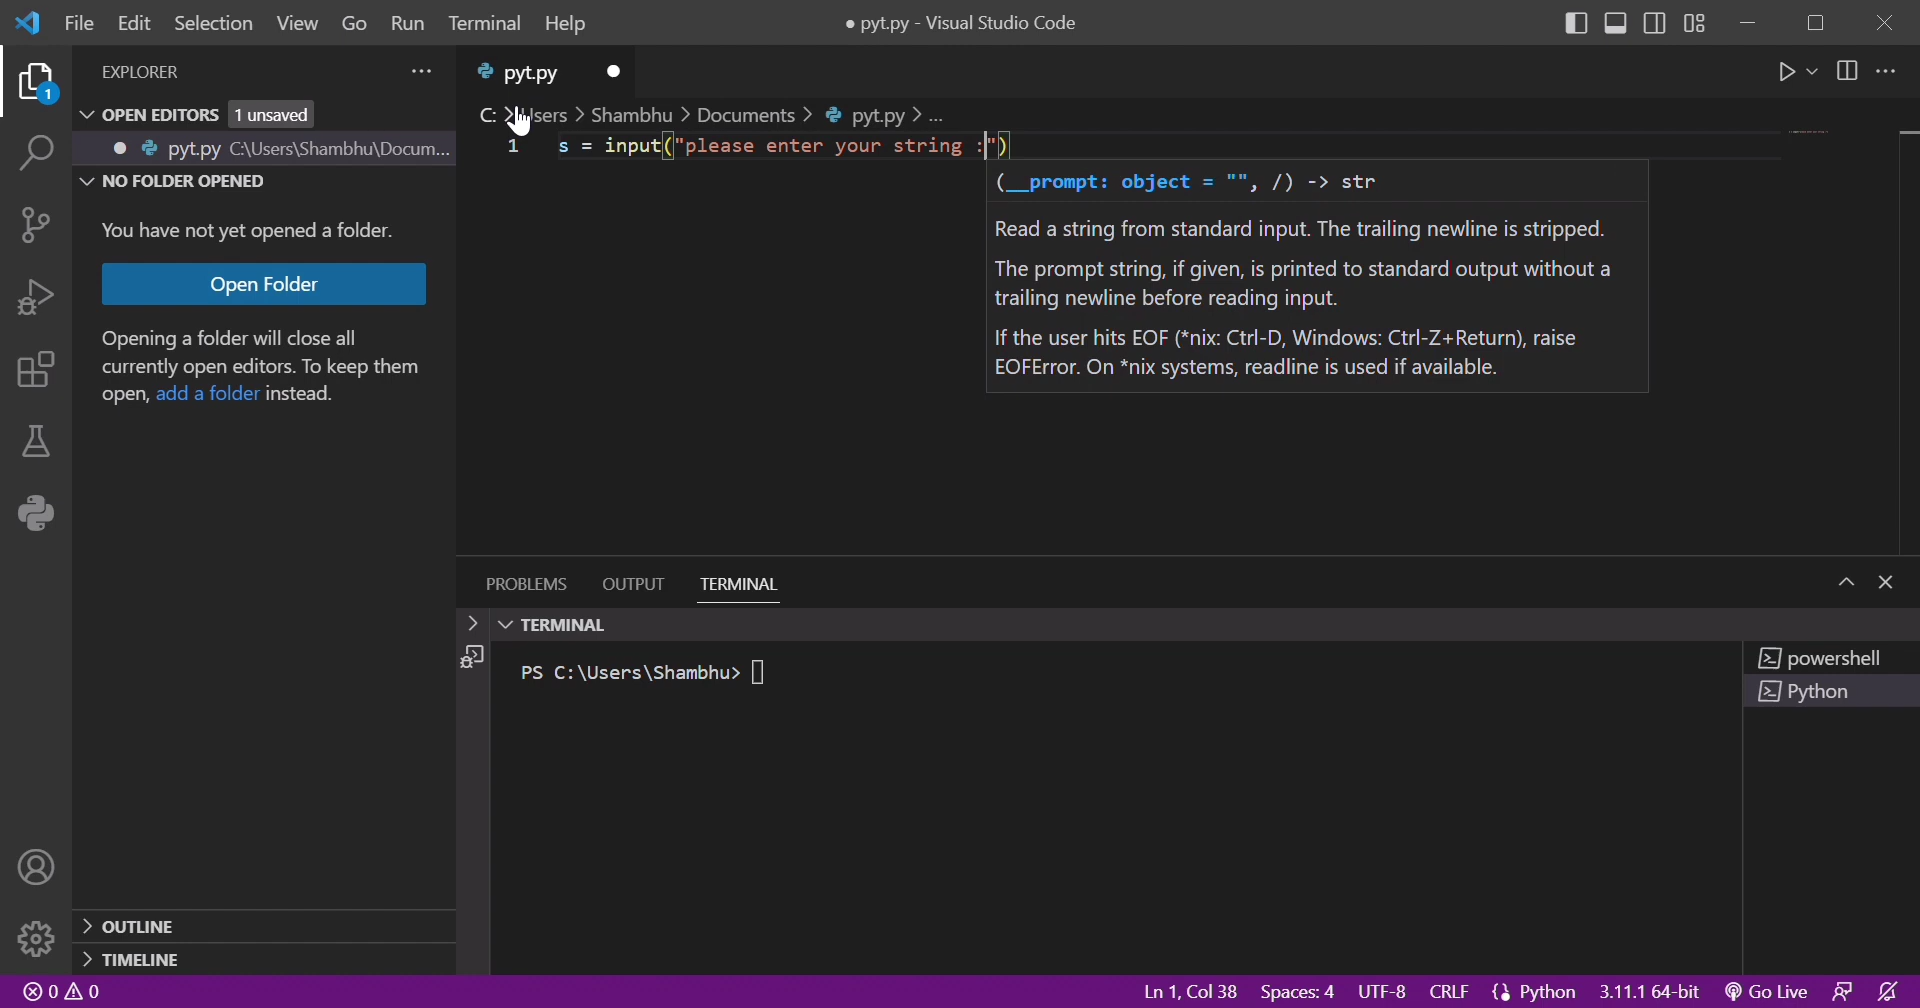 File Edit Selection View Go Run Terminal Help
● pyt.py - Visual Studio Code
EXPLORER
OPEN EDITORS 1 unsaved
pyt.py C:\Users\Shambhu\Docum...
NO FOLDER OPENED
You have not yet opened a folder.
Open Folder
Opening a folder will close all
currently open editors. To keep them
open, add a folder instead.
OUTLINE
TIMELINE
1
pyt.py
C: > Users > Shambhu > Documents > pyt.py > ...
1 s = input("please enter your string :")
(__prompt: object = "", /) -> str
Read a string from standard input. The trailing newline is stripped.
The prompt string, if given, is printed to standard output without a
trailing newline before reading input.
If the user hits EOF (*nix: Ctrl-D, Windows: Ctrl-Z+Return), raise
EOFError. On *nix systems, readline is used if available.
PROBLEMS OUTPUT TERMINAL
TERMINAL
PS C:\Users\Shambhu>
powershell
Python
0 0
Ln 1, Col 38 Spaces: 4 UTF-8 CRLF Python 3.11.1 64-bit Go Live